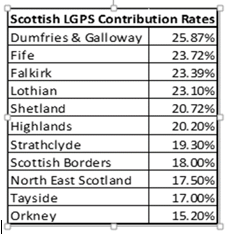 Scottish LGPS Contribution Rates
Dumfries & Galloway 25.87%
Fife 23.72%
Falkirk 23.39%
Lothian 23.10%
Shetland 20.72%
Highlands 20.20%
Strathclyde 19.30%
Scottish Borders 18.00%
North East Scotland 17.50%
Tayside 17.00%
Orkney 15.20%